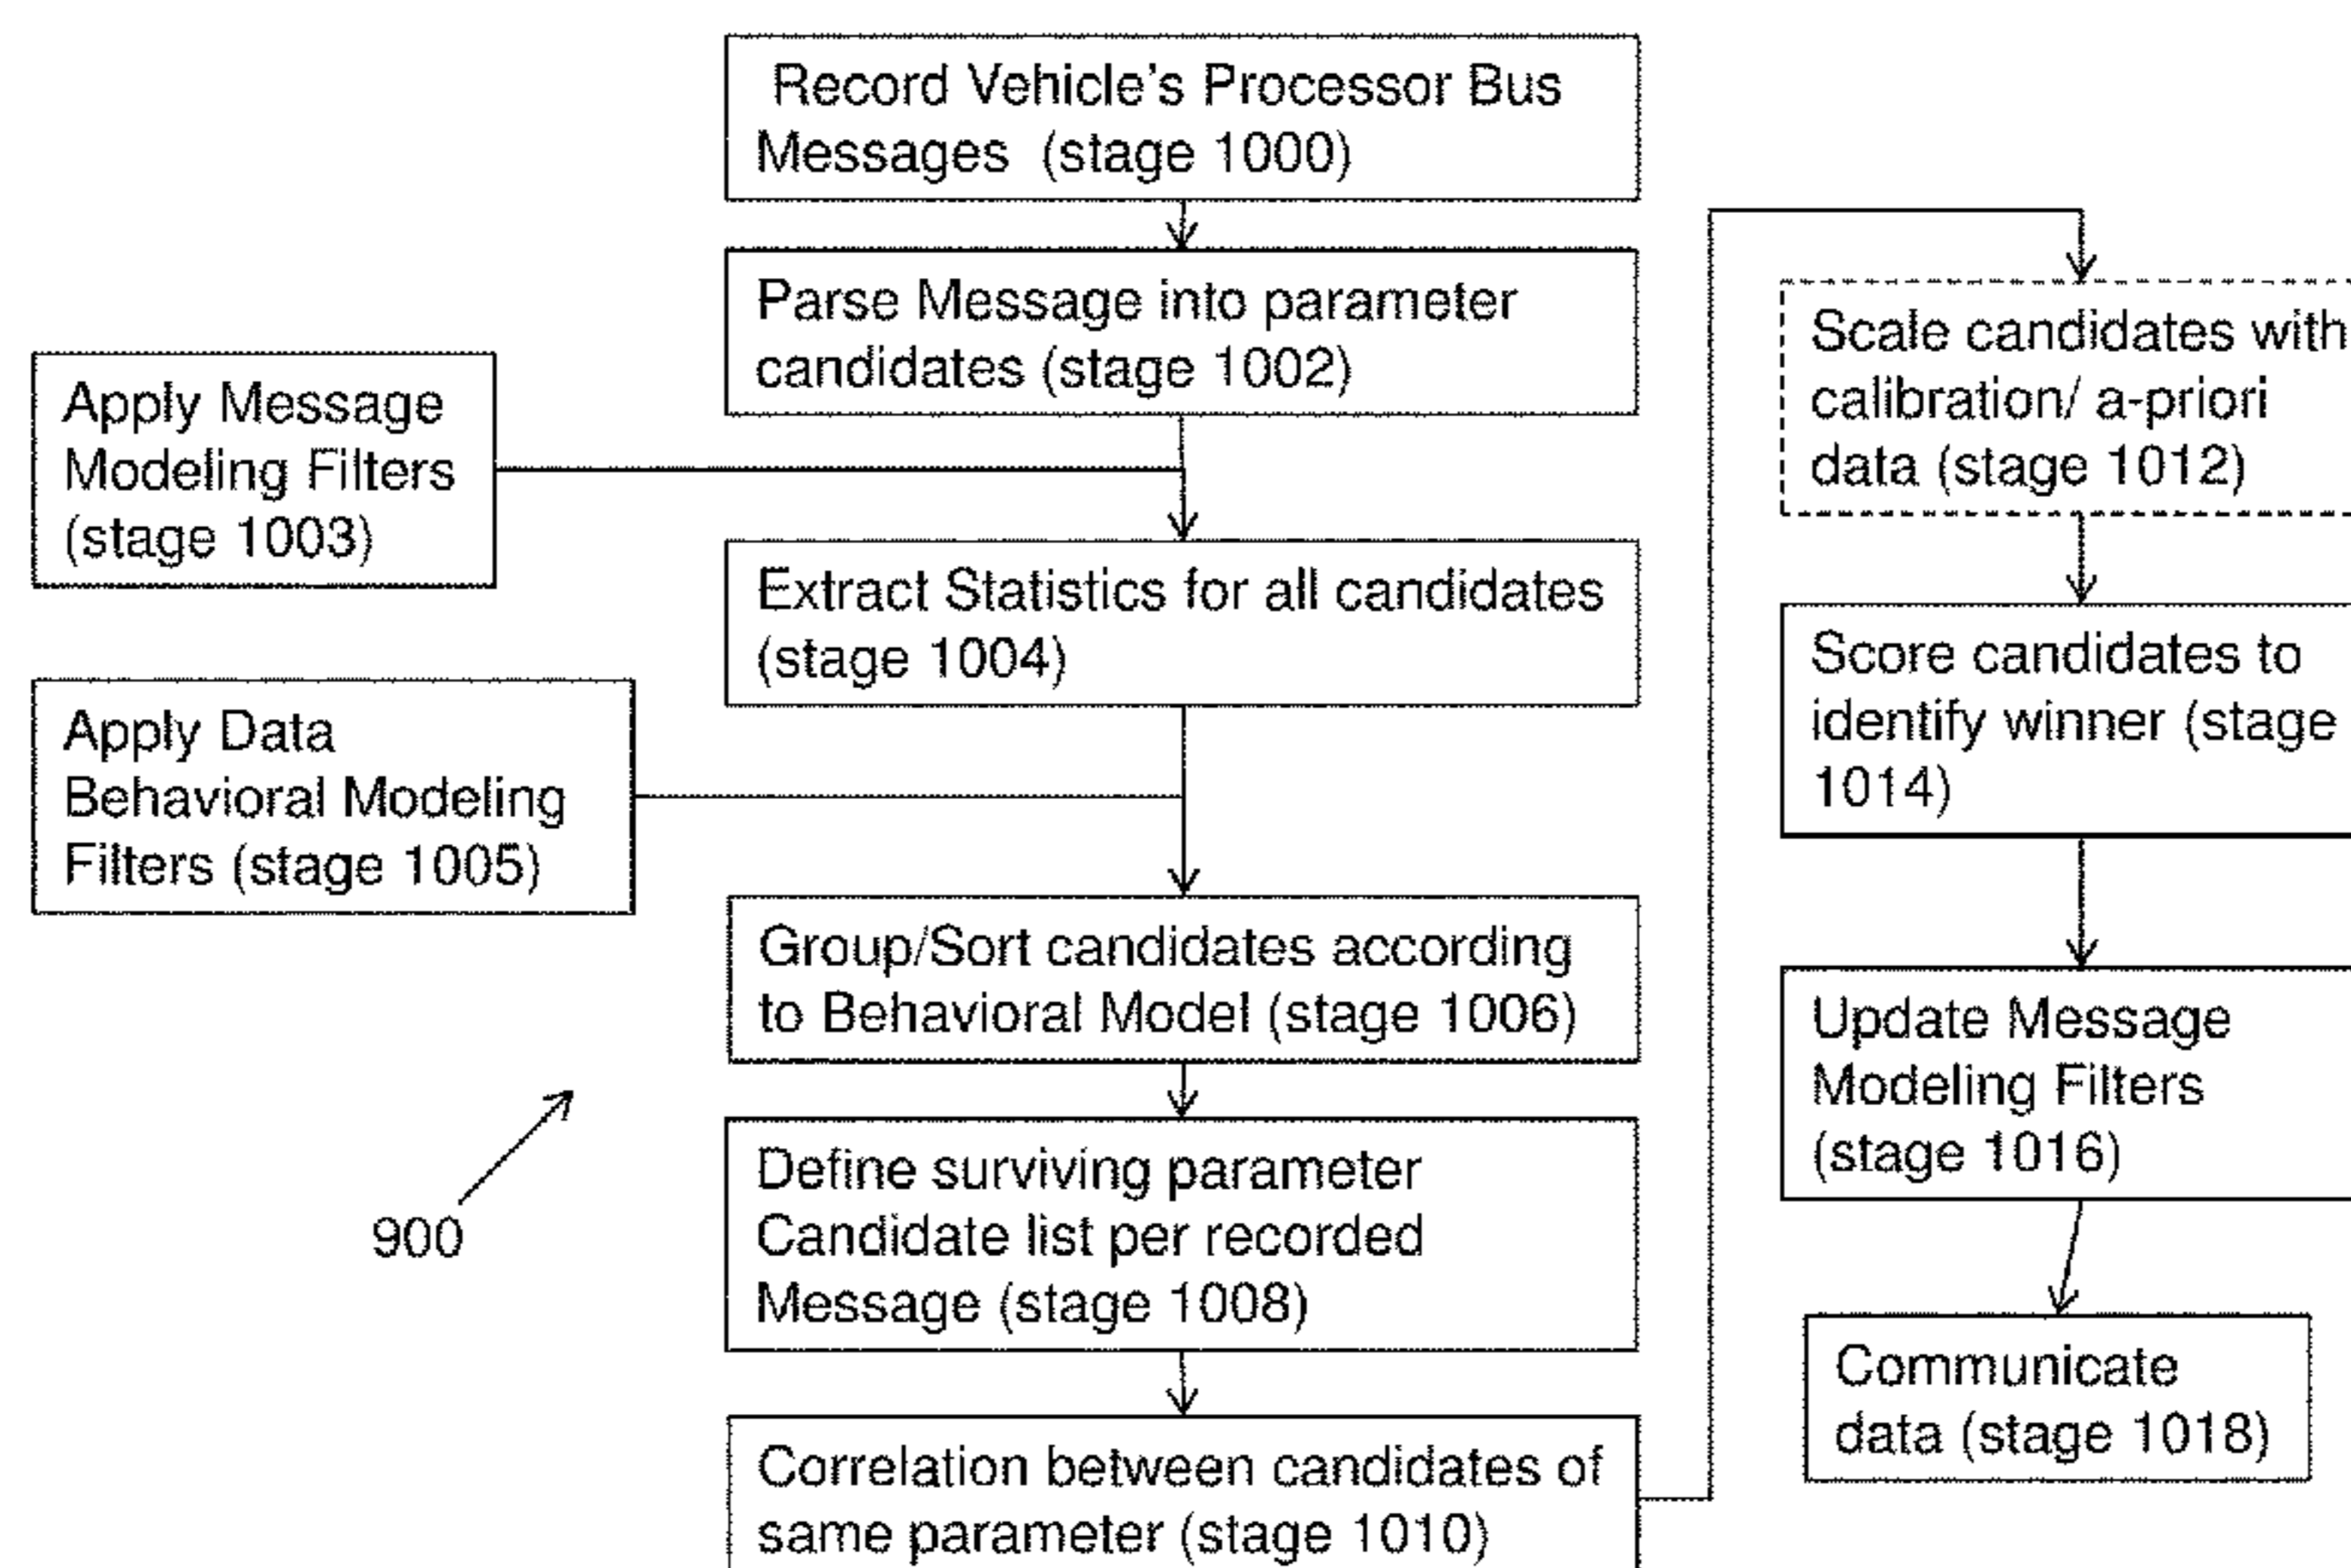 Record Vehicle's Processor Bus
Messages (stage 1000)
Parse Message into parameter
candidates (stage 1002)
Apply Message
Modeling Filters
(stage 1003)
Extract Statistics for all candidates
(stage 1004)
Apply Data
Behavioral Modeling
Filters (stage 1005)
Group/Sort candidates according
to Behavioral Model (stage 1006)
Define surviving parameter
Candidate list per recorded
Message (stage 1008)
Correlation between candidates of
same parameter (stage 1010)
900
Scale candidates with
calibration/ a-priori
data (stage 1012)
Score candidates to
identify winner (stage
1014)
Update Message
Modeling Filters
(stage 1016)
Communicate
data (stage 1018)